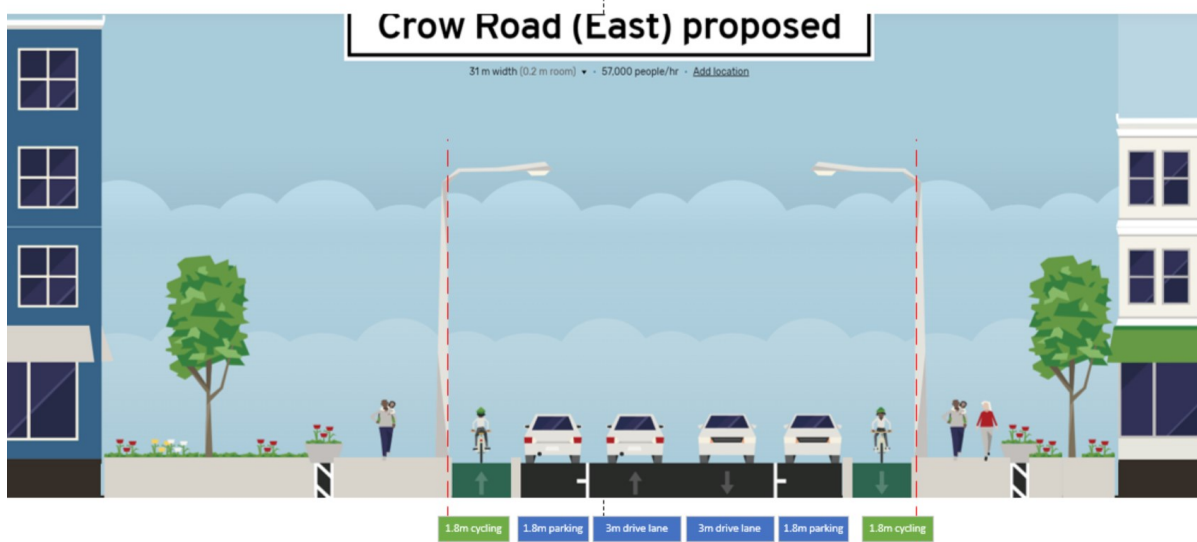 Crow Road (East) proposed
31 m width (0.2 m room) ▾ · 57,000 people/hr · Add location
1.8m cycling
1.8m parking
3m drive lane
3m drive lane
1.8m parking
1.8m cycling